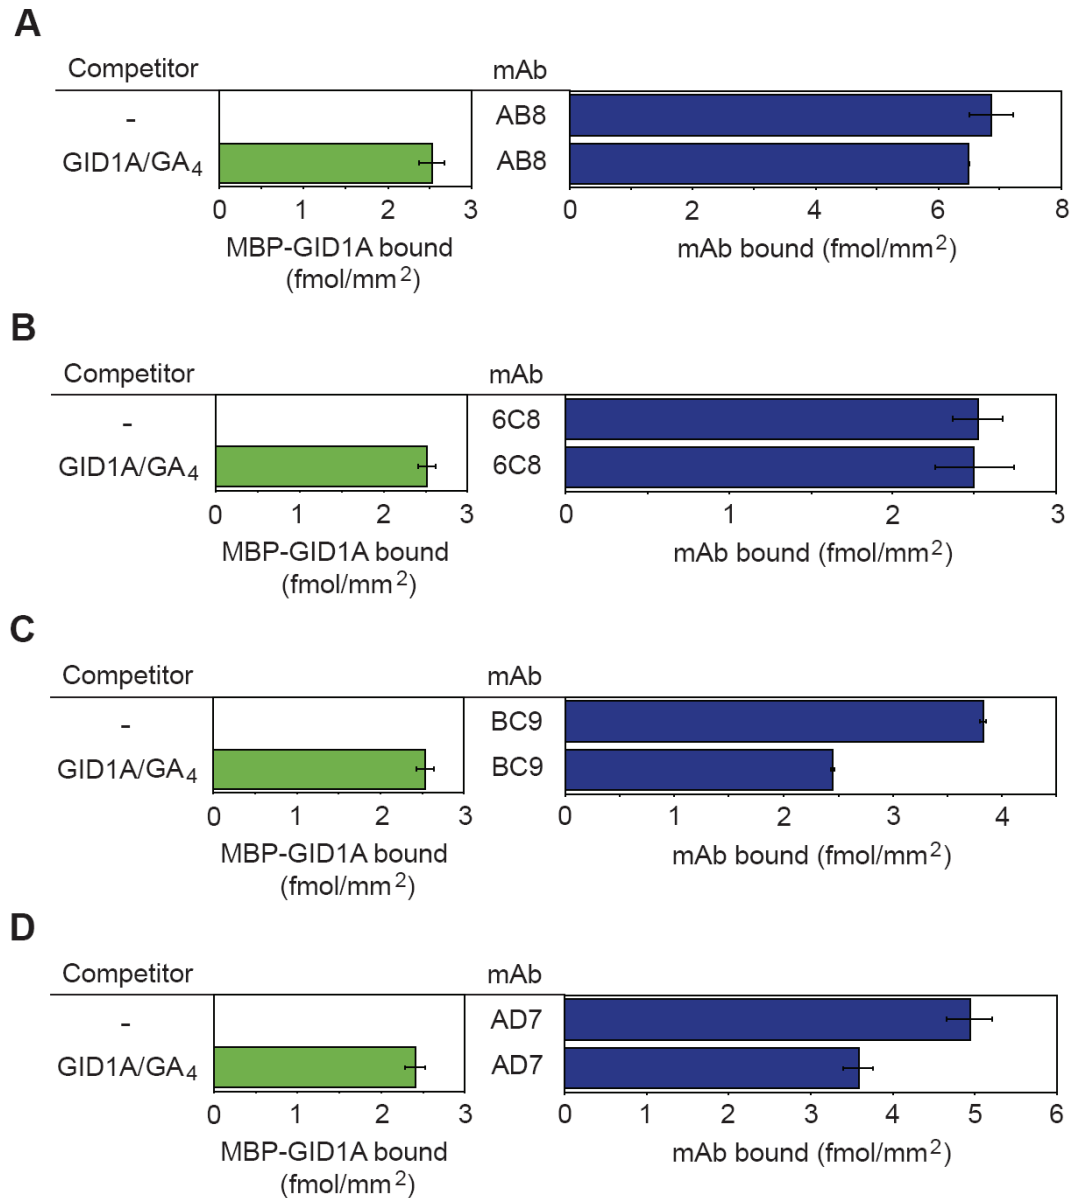 A
Competitor mAb
- AB8
GID1A/GA4 AB8
0 1 2 3 0 2 4 6 8
MBP-GID1A bound mAb bound (fmol/mm2)
(fmol/mm2)
B
Competitor mAb
- 6C8
GID1A/GA4 6C8
0 1 2 3 0 1 2 3
MBP-GID1A bound mAb bound (fmol/mm2)
(fmol/mm2)
C
Competitor mAb
- BC9
GID1A/GA4 BC9
0 1 2 3 0 1 2 3 4
MBP-GID1A bound mAb bound (fmol/mm2)
(fmol/mm2)
D
Competitor mAb
- AD7
GID1A/GA4 AD7
0 1 2 3 0 1 2 3 4 5 6
MBP-GID1A bound mAb bound (fmol/mm2)
(fmol/mm2)